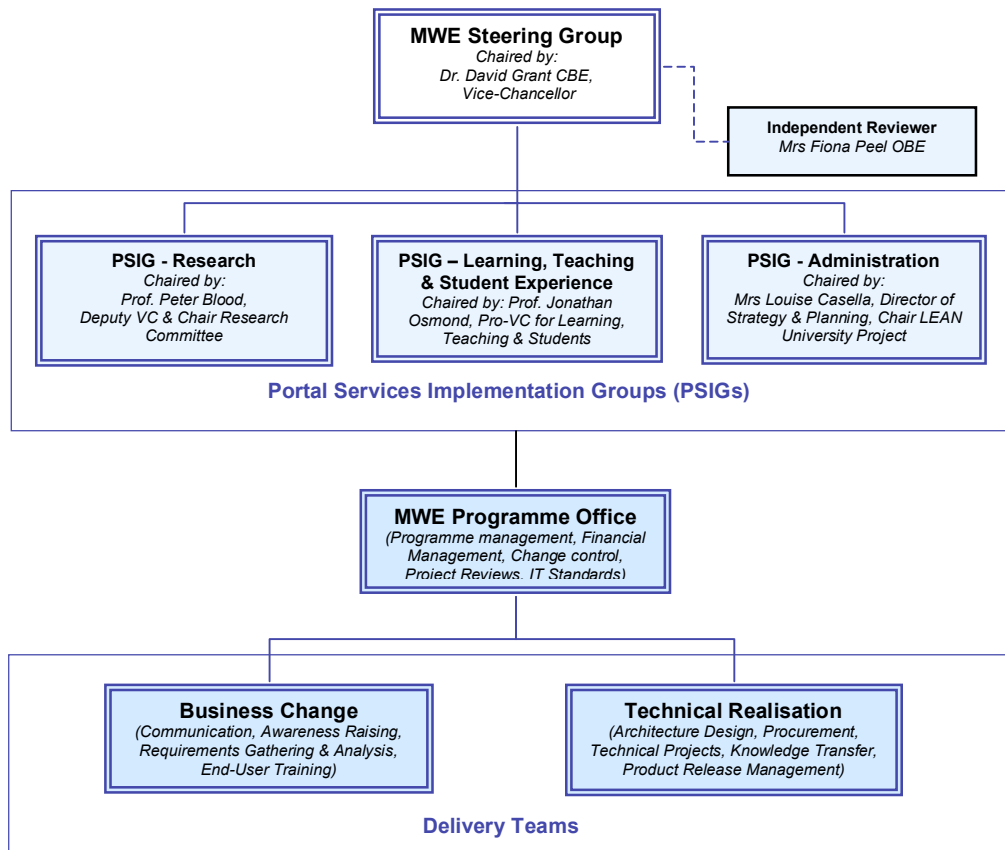 MWE Steering Group
Chaired by:
Dr. David Grant CBE,
Vice-Chancellor
Independent Reviewer
Mrs Fiona Peel OBE
PSIG - Research
Chaired by:
Prof. Peter Blood,
Deputy VC & Chair Research
Committee
PSIG – Learning, Teaching
& Student Experience
Chaired by: Prof. Jonathan
Osmond, Pro-VC for Learning,
Teaching & Students
PSIG - Administration
Chaired by:
Mrs Louise Casella, Director of
Strategy & Planning, Chair LEAN
University Project
Portal Services Implementation Groups (PSIGs)
MWE Programme Office
(Programme management, Financial
Management, Change control,
Project Reviews, IT Standards)
Business Change
(Communication, Awareness Raising,
Requirements Gathering & Analysis,
End-User Training)
Technical Realisation
(Architecture Design, Procurement,
Technical Projects, Knowledge Transfer,
Product Release Management)
Delivery Teams